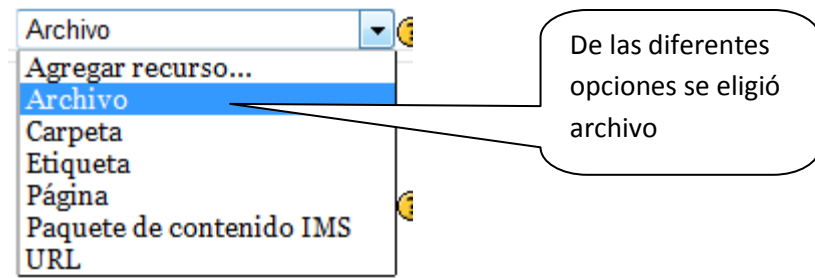 Archivo
Agregar recurso...
Archivo
Carpeta
Etiqueta
Página
Paquete de contenido IMS
URL
De las diferentes
opciones se eligió
archivo